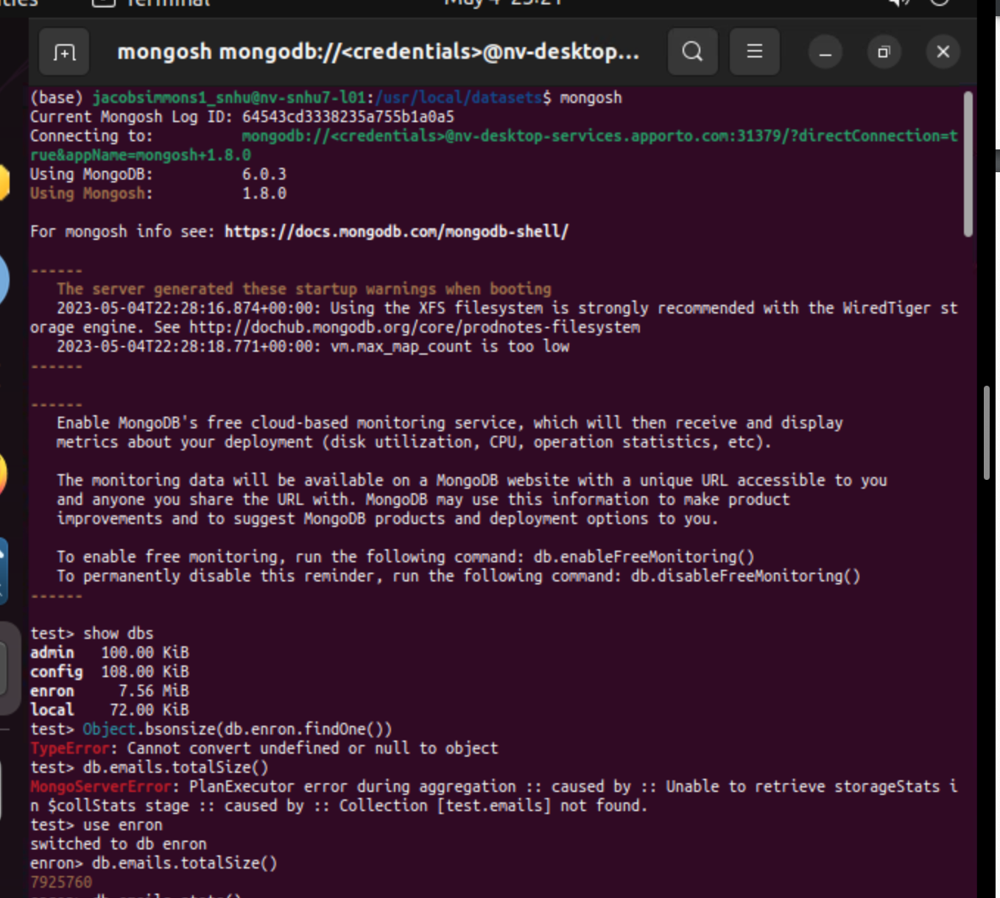 Terminal
mongosh mongodb://<credentials>@nv-desktop...
(base) jacobsimmons1_snhu@nv-snhu7-l01:/usr/local/datasets$ mongosh
Current Mongosh Log ID: 64543cd3338235a755b1a0a5
Connecting to:          mongodb://<credentials>@nv-desktop-services.apporto.com:31379/?directConnection=t
rue&appName=mongosh+1.8.0
Using MongoDB:          6.0.3
Using Mongosh:          1.8.0
For mongosh info see: https://docs.mongodb.com/mongodb-shell/
------
   The server generated these startup warnings when booting
   2023-05-04T22:28:16.874+00:00: Using the XFS filesystem is strongly recommended with the WiredTiger st
orage engine. See http://dochub.mongodb.org/core/prodnotes-filesystem
   2023-05-04T22:28:18.771+00:00: vm.max_map_count is too low
------
------
   Enable MongoDB's free cloud-based monitoring service, which will then receive and display
   metrics about your deployment (disk utilization, CPU, operation statistics, etc).
   The monitoring data will be available on a MongoDB website with a unique URL accessible to you
   and anyone you share the URL with. MongoDB may use this information to make product
   improvements and to suggest MongoDB products and deployment options to you.
   To enable free monitoring, run the following command: db.enableFreeMonitoring()
   To permanently disable this reminder, run the following command: db.disableFreeMonitoring()
------
test> show dbs
admin   100.00 KiB
config  108.00 KiB
enron     7.56 MiB
local    72.00 KiB
test> Object.bsonsize(db.enron.findOne())
TypeError: Cannot convert undefined or null to object
test> db.emails.totalSize()
MongoServerError: PlanExecutor error during aggregation :: caused by :: Unable to retrieve storageStats i
n $collStats stage :: caused by :: Collection [test.emails] not found.
test> use enron
switched to db enron
enron> db.emails.totalSize()
7925760